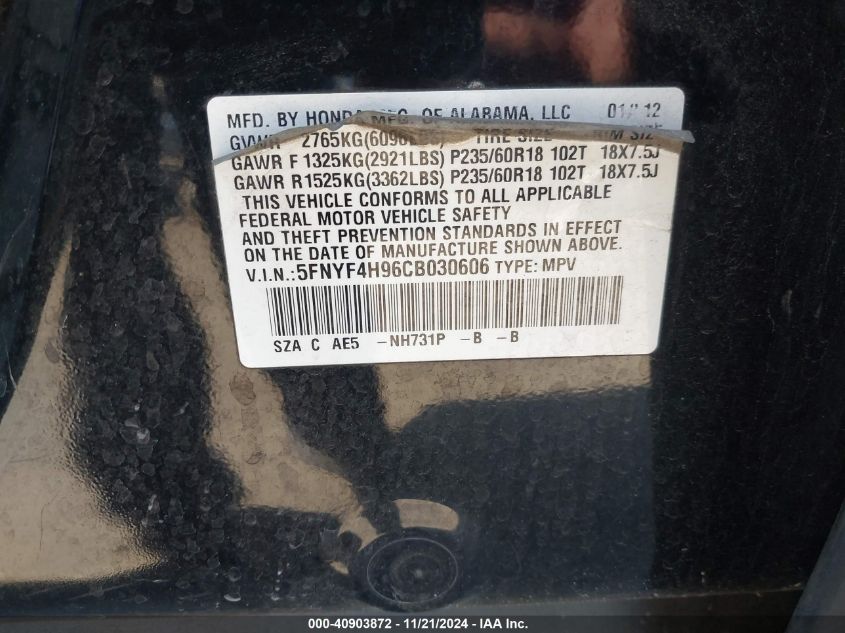 MFD. BY HONDA MFG. OF ALABAMA, LLC 01/12
GVWR 2765KG(6096LBS) TIRE SIZE RIM SIZE
GAWR F 1325KG(2921LBS) P235/60R18 102T 18X7.5J
GAWR R1525KG(3362LBS) P235/60R18 102T 18X7.5J
THIS VEHICLE CONFORMS TO ALL APPLICABLE
FEDERAL MOTOR VEHICLE SAFETY
AND THEFT PREVENTION STANDARDS IN EFFECT
ON THE DATE OF MANUFACTURE SHOWN ABOVE.
V.I.N.:5FNYF4H96CB030606 TYPE: MPV
SZA C AE5 -NH731P -B -B
000-40903872 - 11/21/2024 - IAA Inc.